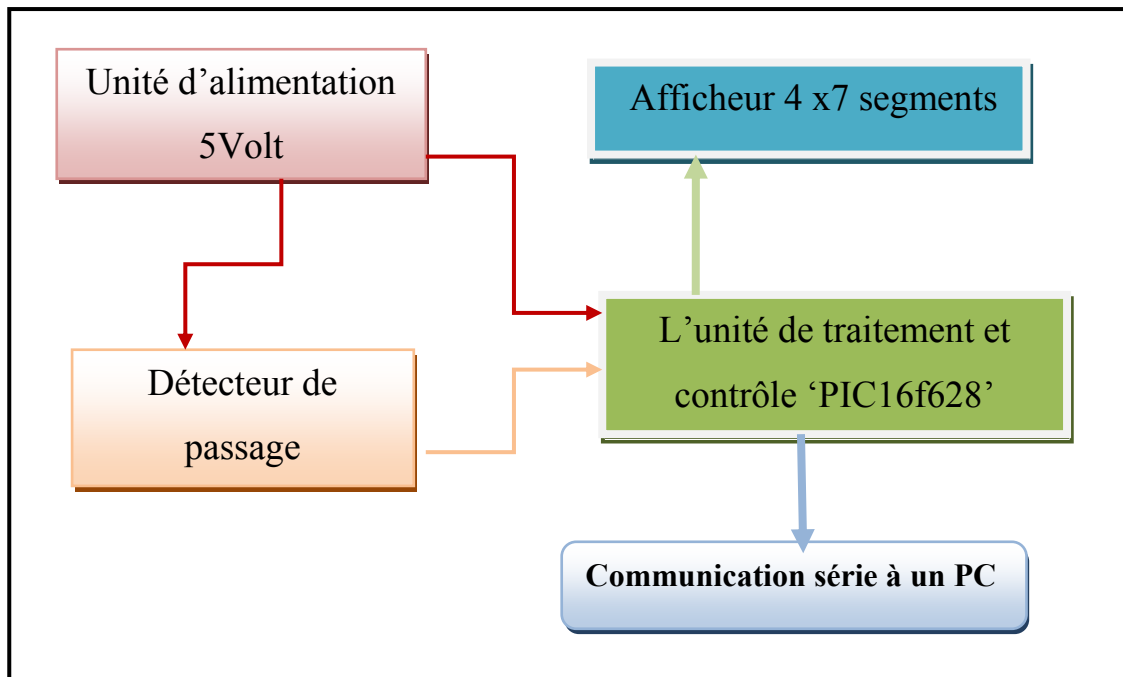 Unité d’alimentation
5Volt
Afficheur 4 x7 segments
L’unité de traitement et
contrôle ‘PIC16f628’
Détecteur de
passage
Communication série à un PC